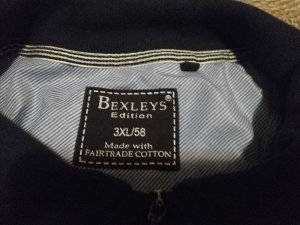 BEXLEYS®
Edition
3XL/58
Made with
FAIRTRADE COTTON